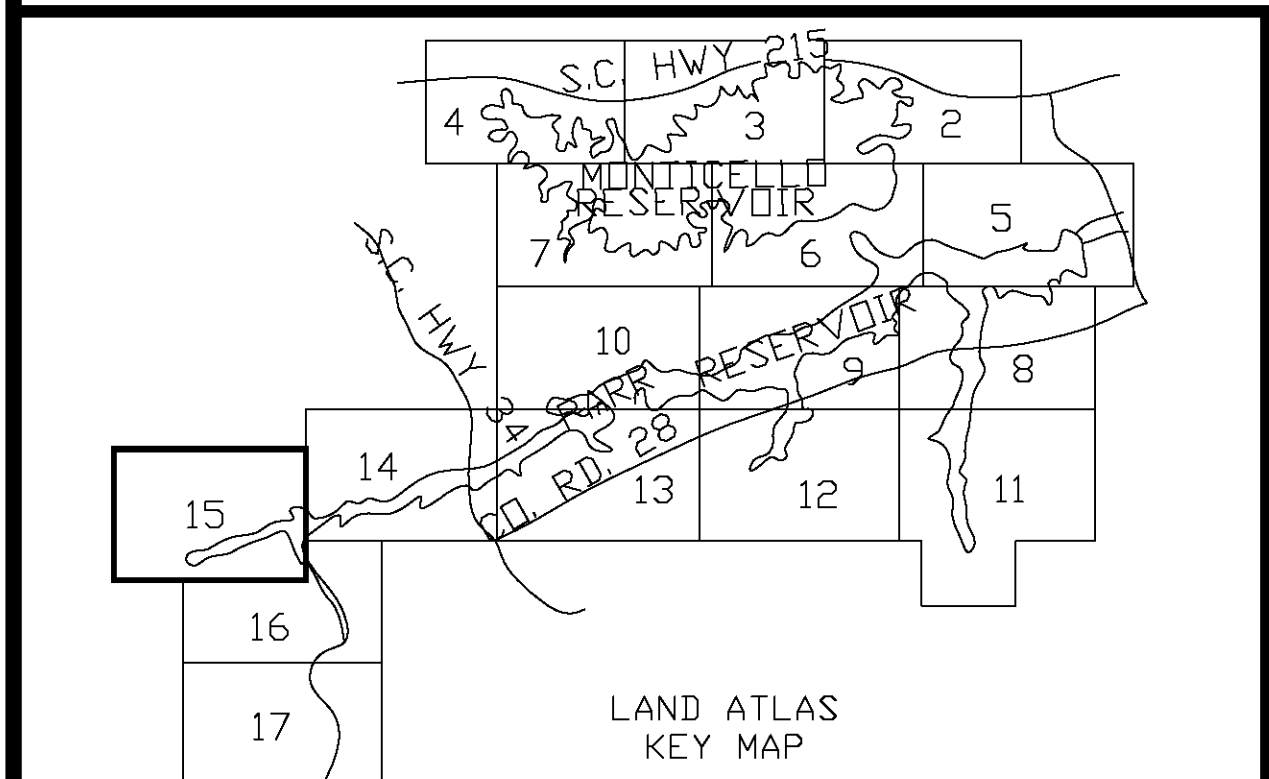 S.C. HWY 215
4
3
2
MONTICELLO
RESERVOIR
5
7
6
S.C. HWY 34
10
PARR RESERVOIR
9
8
14
CO. RD. 28
13
12
11
15
16
17
LAND ATLAS
KEY MAP